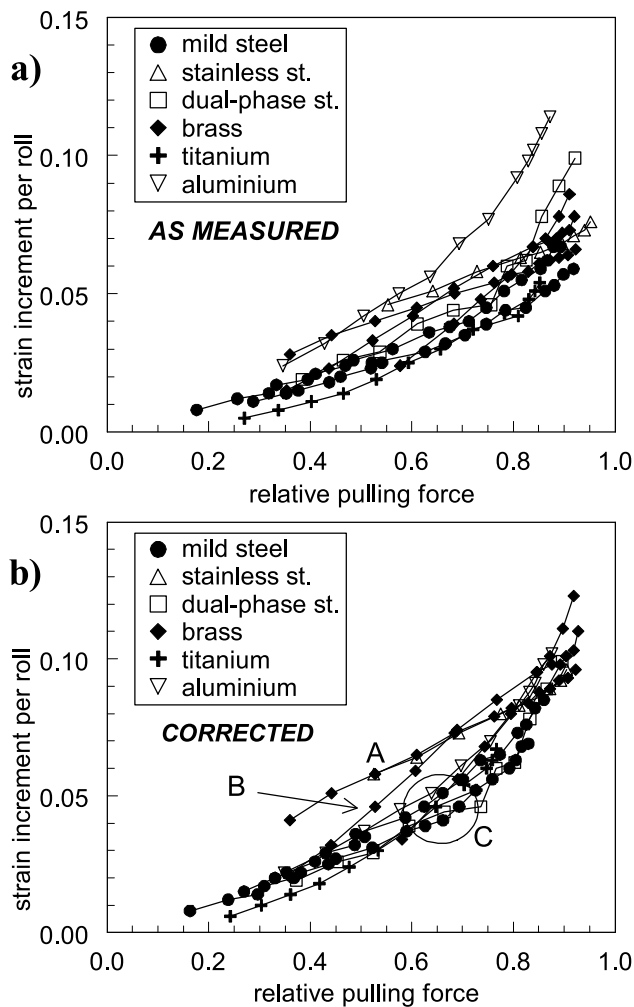 a)
mild steel
stainless st.
dual-phase st.
brass
titanium
aluminium
AS MEASURED
strain increment per roll
0.15
0.10
0.05
0.00
0.0 0.2 0.4 0.6 0.8 1.0
relative pulling force
b)
mild steel
stainless st.
dual-phase st.
brass
titanium
aluminium
CORRECTED
A
B
C
strain increment per roll
0.15
0.10
0.05
0.00
0.0 0.2 0.4 0.6 0.8 1.0
relative pulling force